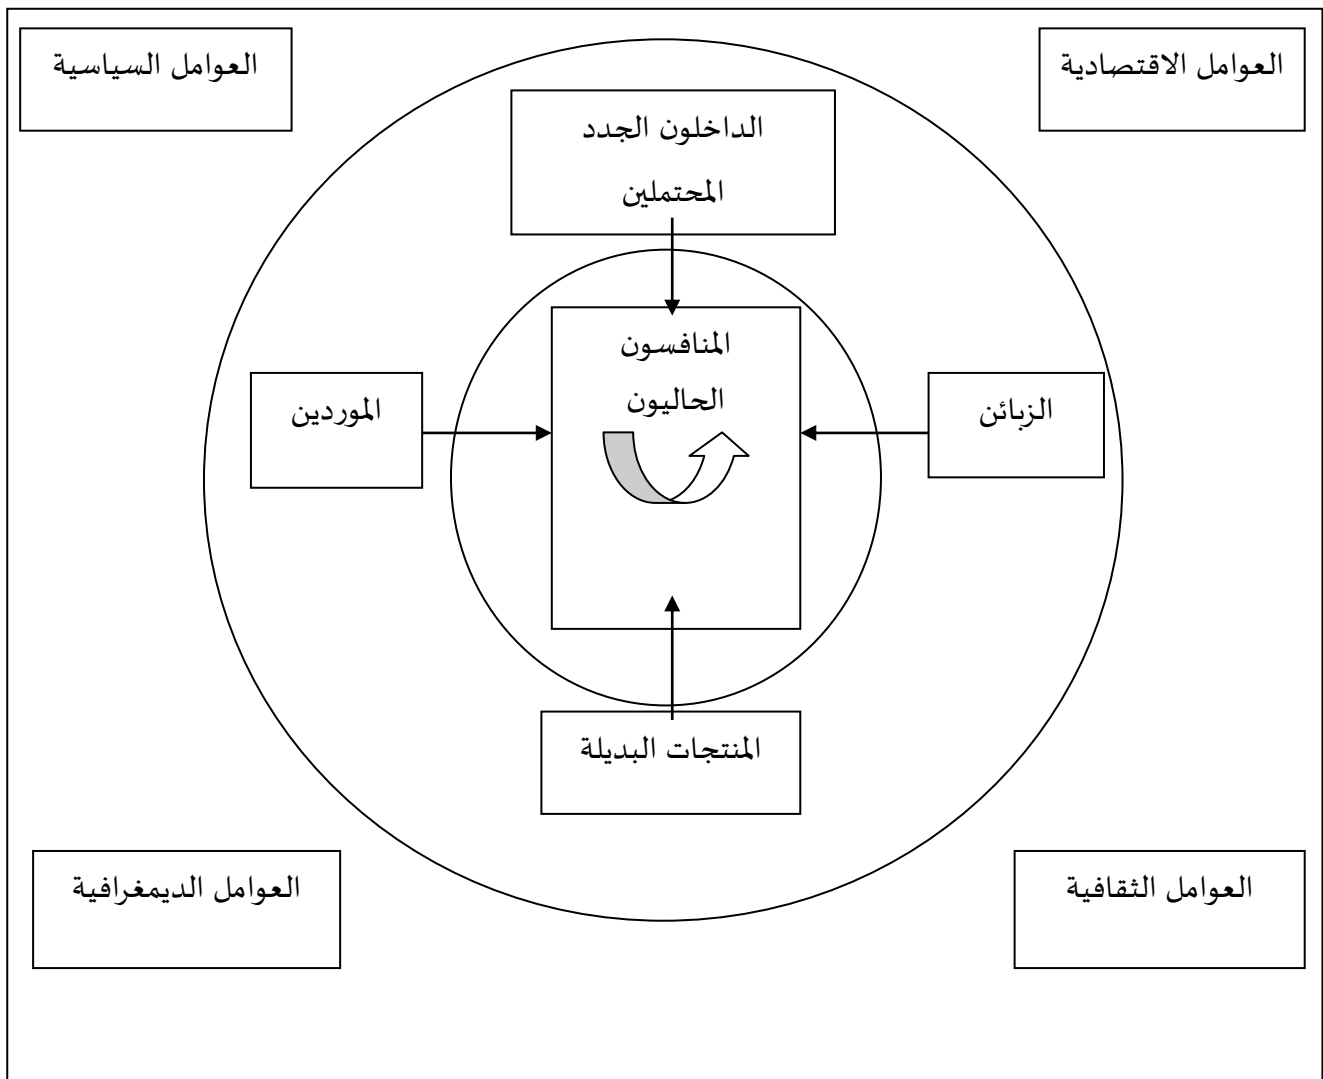 العوامل الاقتصادية
العوامل السياسية
الداخلون الجدد
المحتملين
المنافسون
الحاليون
الزبائن
الموردين
المنتجات البديلة
العوامل الثقافية
العوامل الديمغرافية